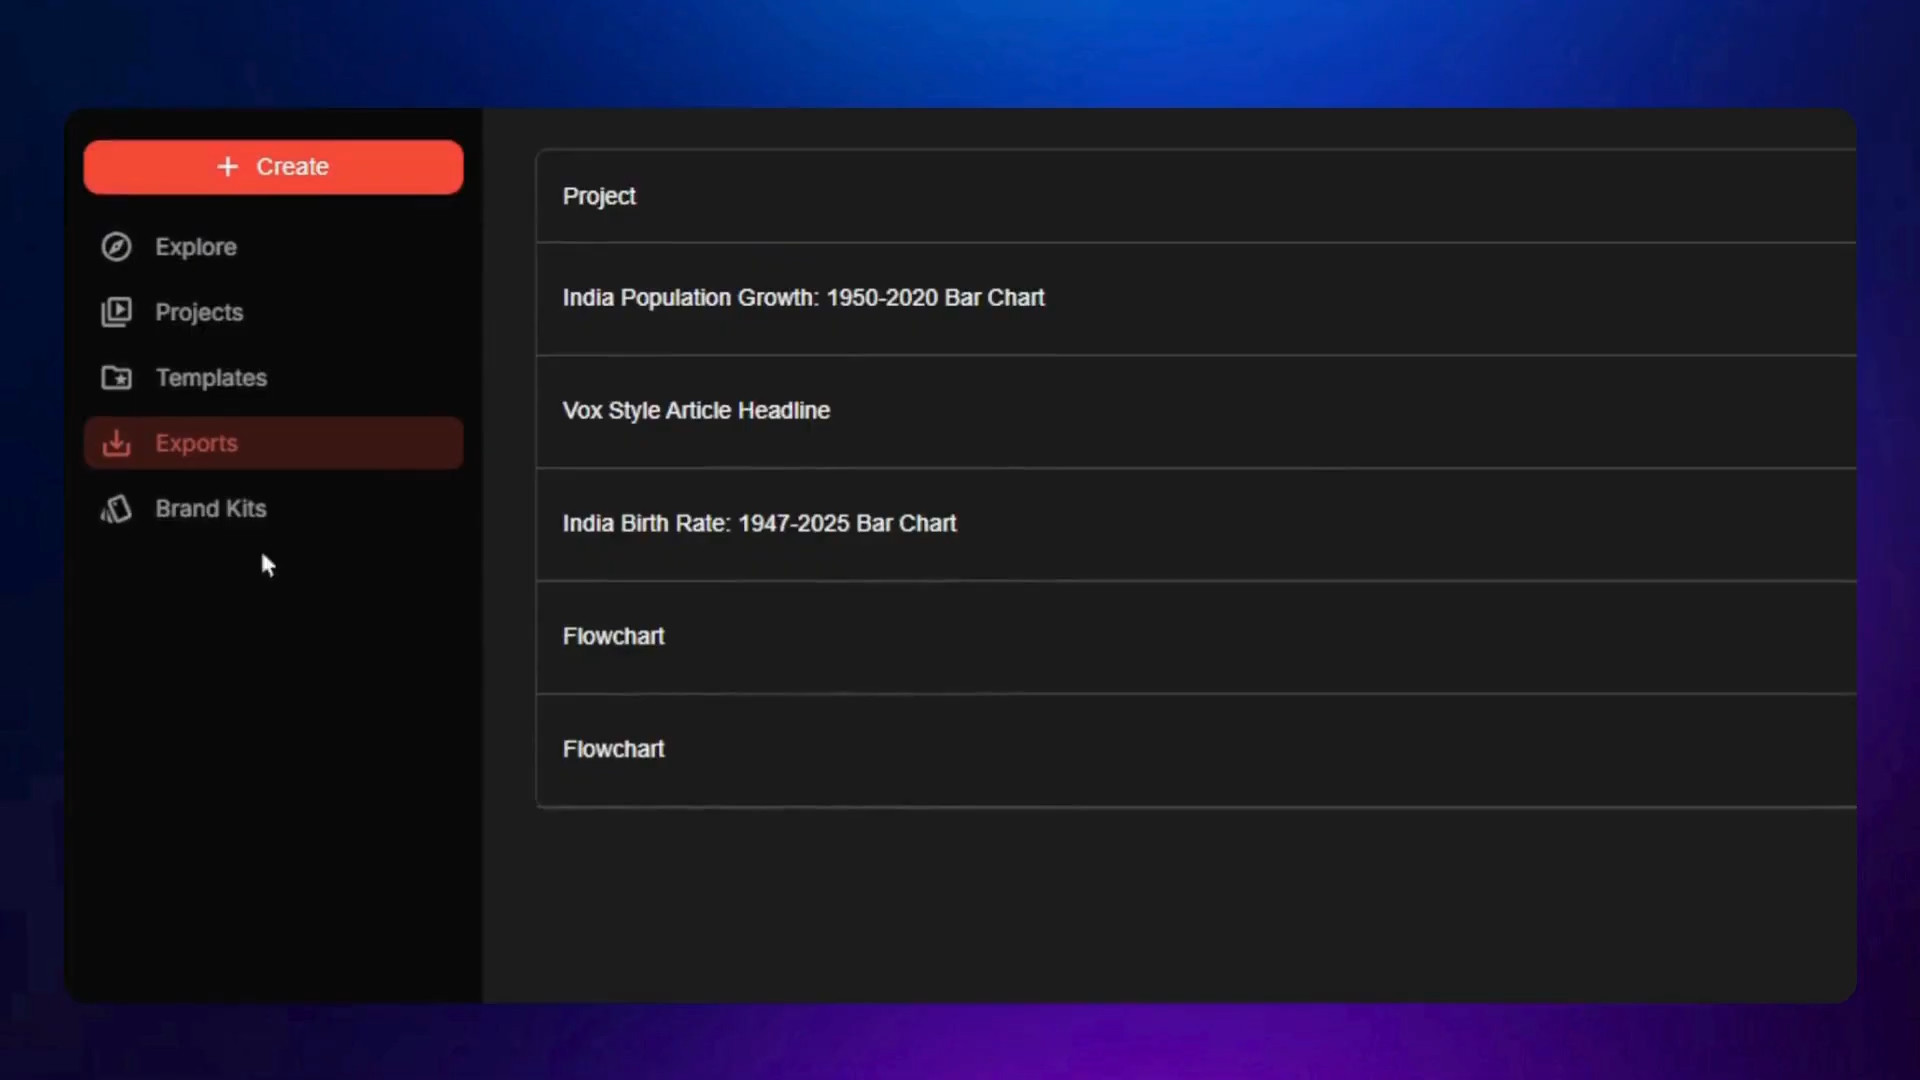 Create
Explore
Projects
Templates
Exports
Brand Kits
Project
India Population Growth: 1950-2020 Bar Chart
Vox Style Article Headline
India Birth Rate: 1947-2025 Bar Chart
Flowchart
Flowchart